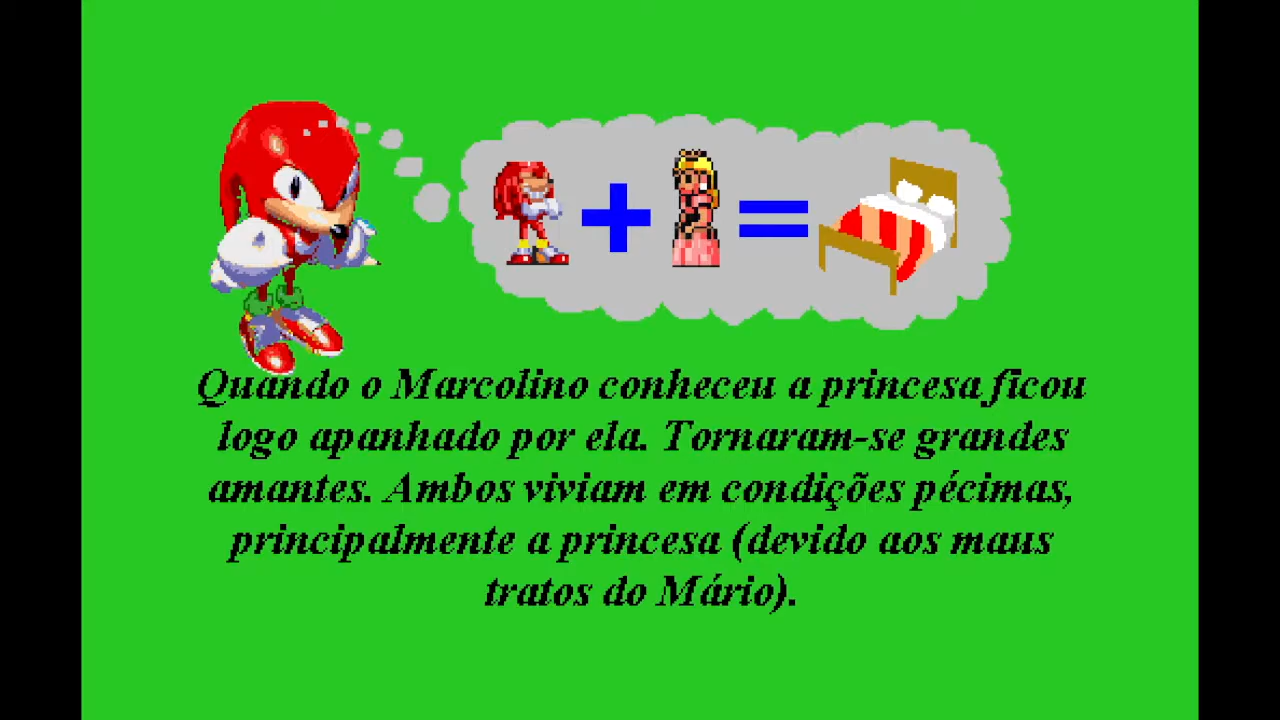 Quando o Marcolino conheceu a princesa ficou
logo apanhado por ela. Tornaram-se grandes
amantes. Ambos viviam em condições pécimas,
principalmente a princesa (devido aos maus
tratos do Mário).